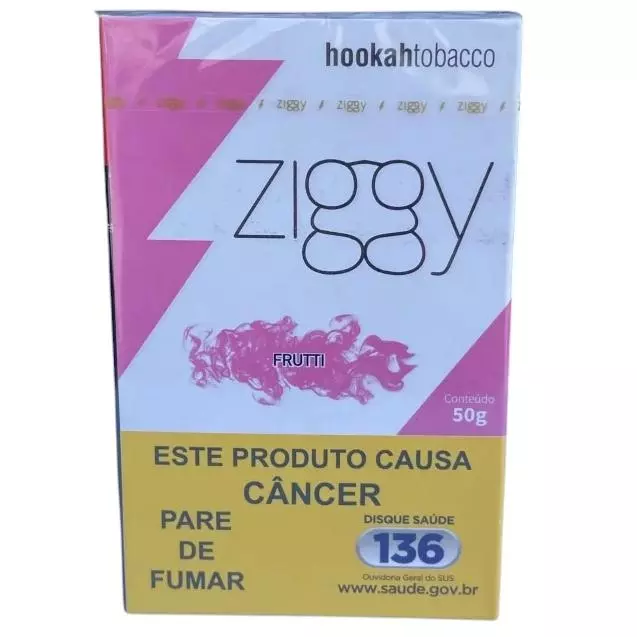 hookahtobacco
ziggy ziggy ziggy ziggy
ziggy
FRUTTI
Conteúdo
50g
ESTE PRODUTO CAUSA
CÂNCER
PARE
DE
FUMAR
DISQUE SAÚDE
136
Ouvidoria Geral do SUS
www.saude.gov.br